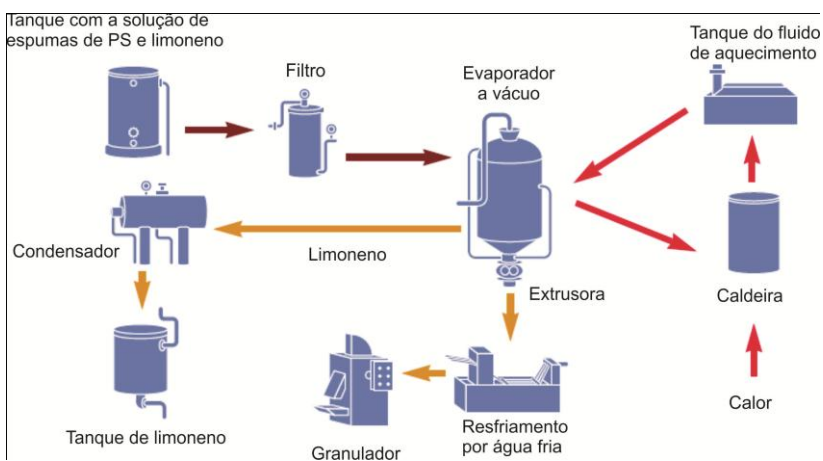 Tanque com a solução de
espumas de PS e limoneno
Filtro
Evaporador
a vácuo
Tanque do fluido
de aquecimento
Condensador
Limoneno
Extrusora
Caldeira
Tanque de limoneno
Granulador
Resfriamento
por água fria
Calor